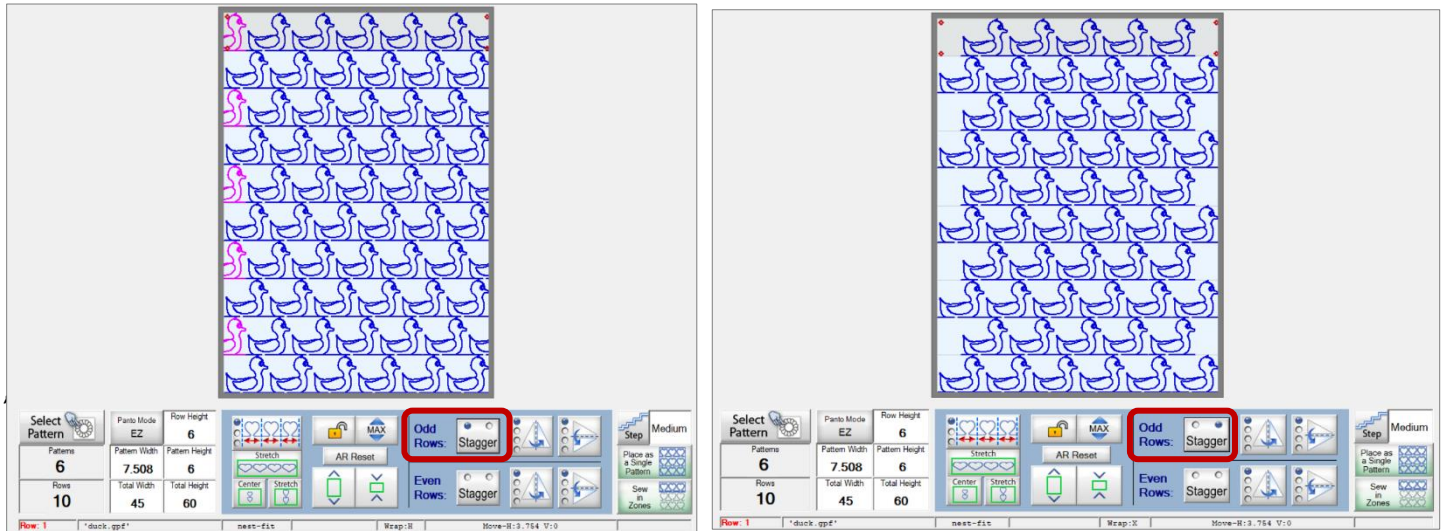 Select
Pattern
Patterns
6
Rows
10
Panto Mode
EZ
Row Height
6
Pattern Width
7.508
Pattern Height
6
Total Width
45
Total Height
60
Stretch
Center
Stretch
MAX
AR Reset
Odd
Rows:
Stagger
Even
Rows:
Stagger
Step
Medium
Place as
a Single
Pattern
Sew
in
Zones
Row: 1
'duck.gpf'
nest-fit
Wrap:H
Move-H:3.754 V:0
Select
Pattern
Patterns
6
Rows
10
Panto Mode
EZ
Row Height
6
Pattern Width
7.508
Pattern Height
6
Total Width
45
Total Height
60
Stretch
Center
Stretch
MAX
AR Reset
Odd
Rows:
Stagger
Even
Rows:
Stagger
Step
Medium
Place as
a Single
Pattern
Sew
in
Zones
Row: 1
'duck.gpf'
nest-fit
Wrap:X
Move-H:3.754 V:0